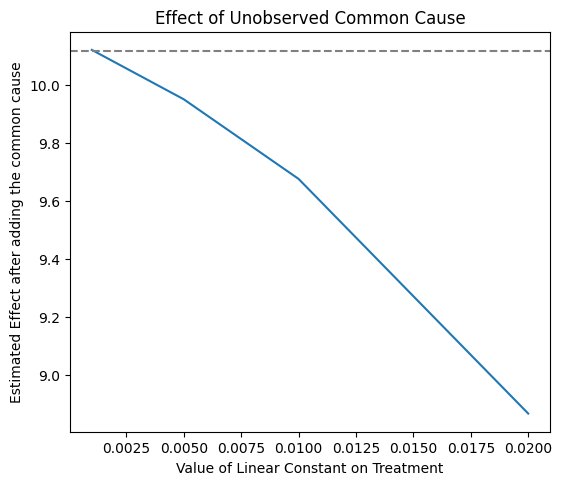 Effect of Unobserved Common Cause
Estimated Effect after adding the common cause
10.0
9.8
9.6
9.4
9.2
9.0
0.0025 0.0050 0.0075 0.0100 0.0125 0.0150 0.0175 0.0200
Value of Linear Constant on Treatment